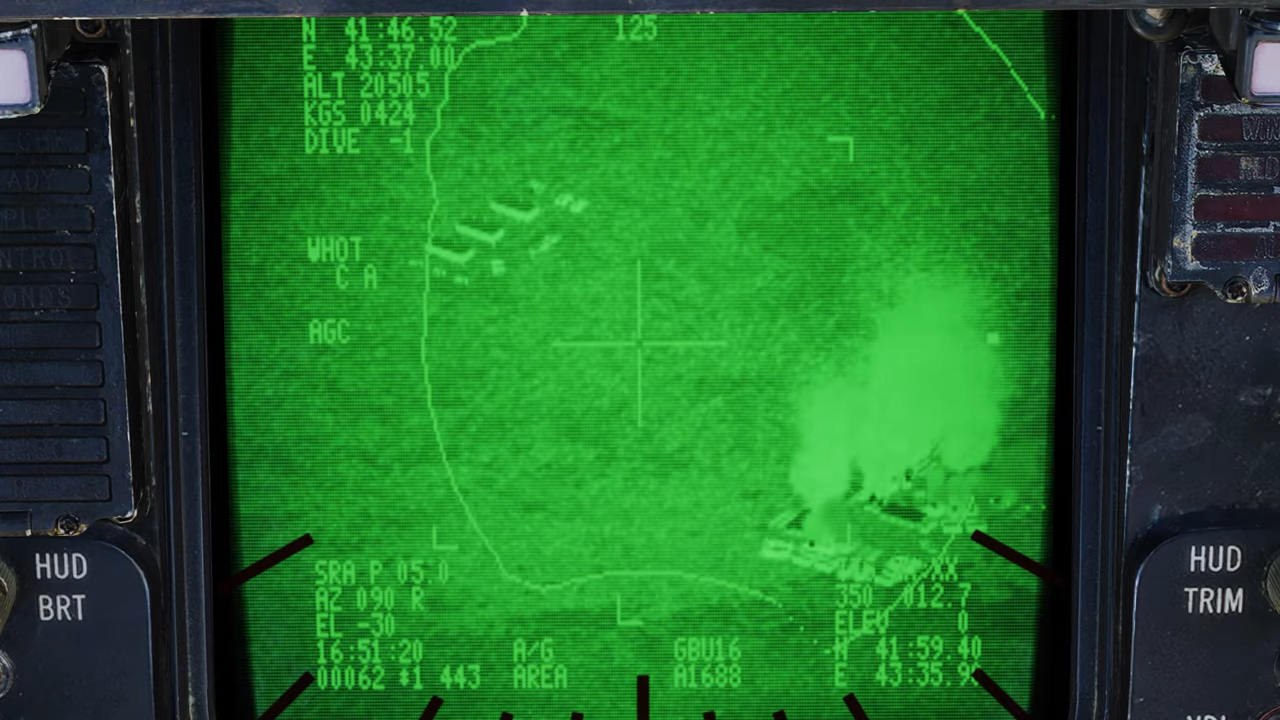 N 41:46.52
125
E 43:37.00
ALT 20505
KGS 0424
DIVE -1
WHOT
C A
AGC
HUD
BRT
HUD
TRIM
SRA P 05.0
AZ 090 R
350 012.7
EL -30
ELEV 0
16:51:20
A/G
GBU16
N 41:59.40
00062 #1 443
AREA
A1688